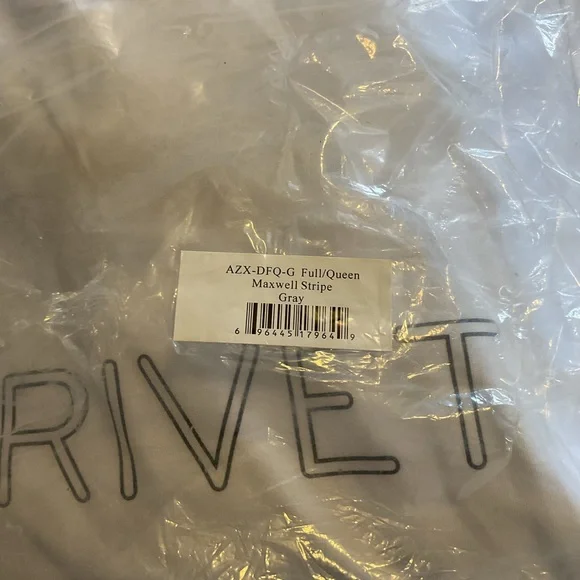 AZX-DFQ-G Full/Queen
Maxwell Stripe
Gray
6 96445 17964 9
RIVET